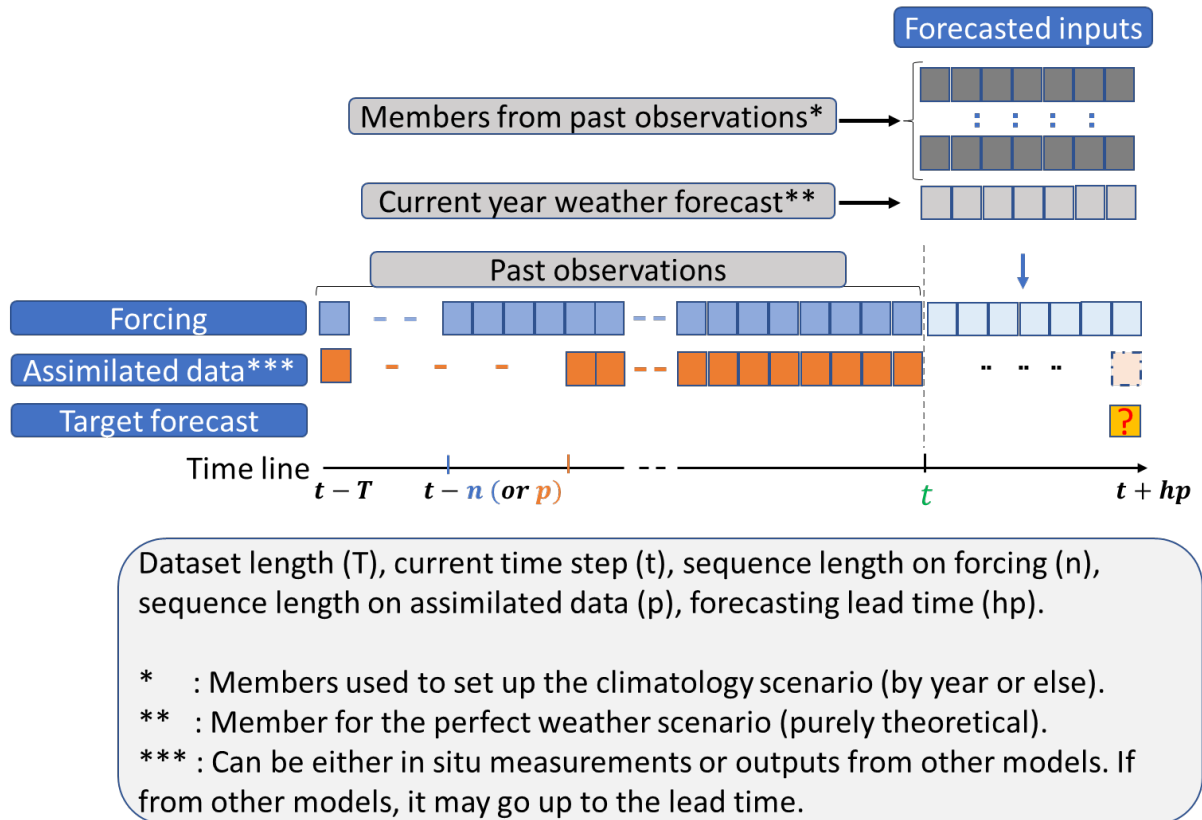 Forecasted inputs
Members from past observations*
Current year weather forecast**
Past observations
Forcing
Assimilated data***
Target forecast
?
Time line
t − T
t − n (or p)
t
t + hp
Dataset length (T), current time step (t), sequence length on forcing (n),
sequence length on assimilated data (p), forecasting lead time (hp).
* : Members used to set up the climatology scenario (by year or else).
** : Member for the perfect weather scenario (purely theoretical).
*** : Can be either in situ measurements or outputs from other models. If
from other models, it may go up to the lead time.